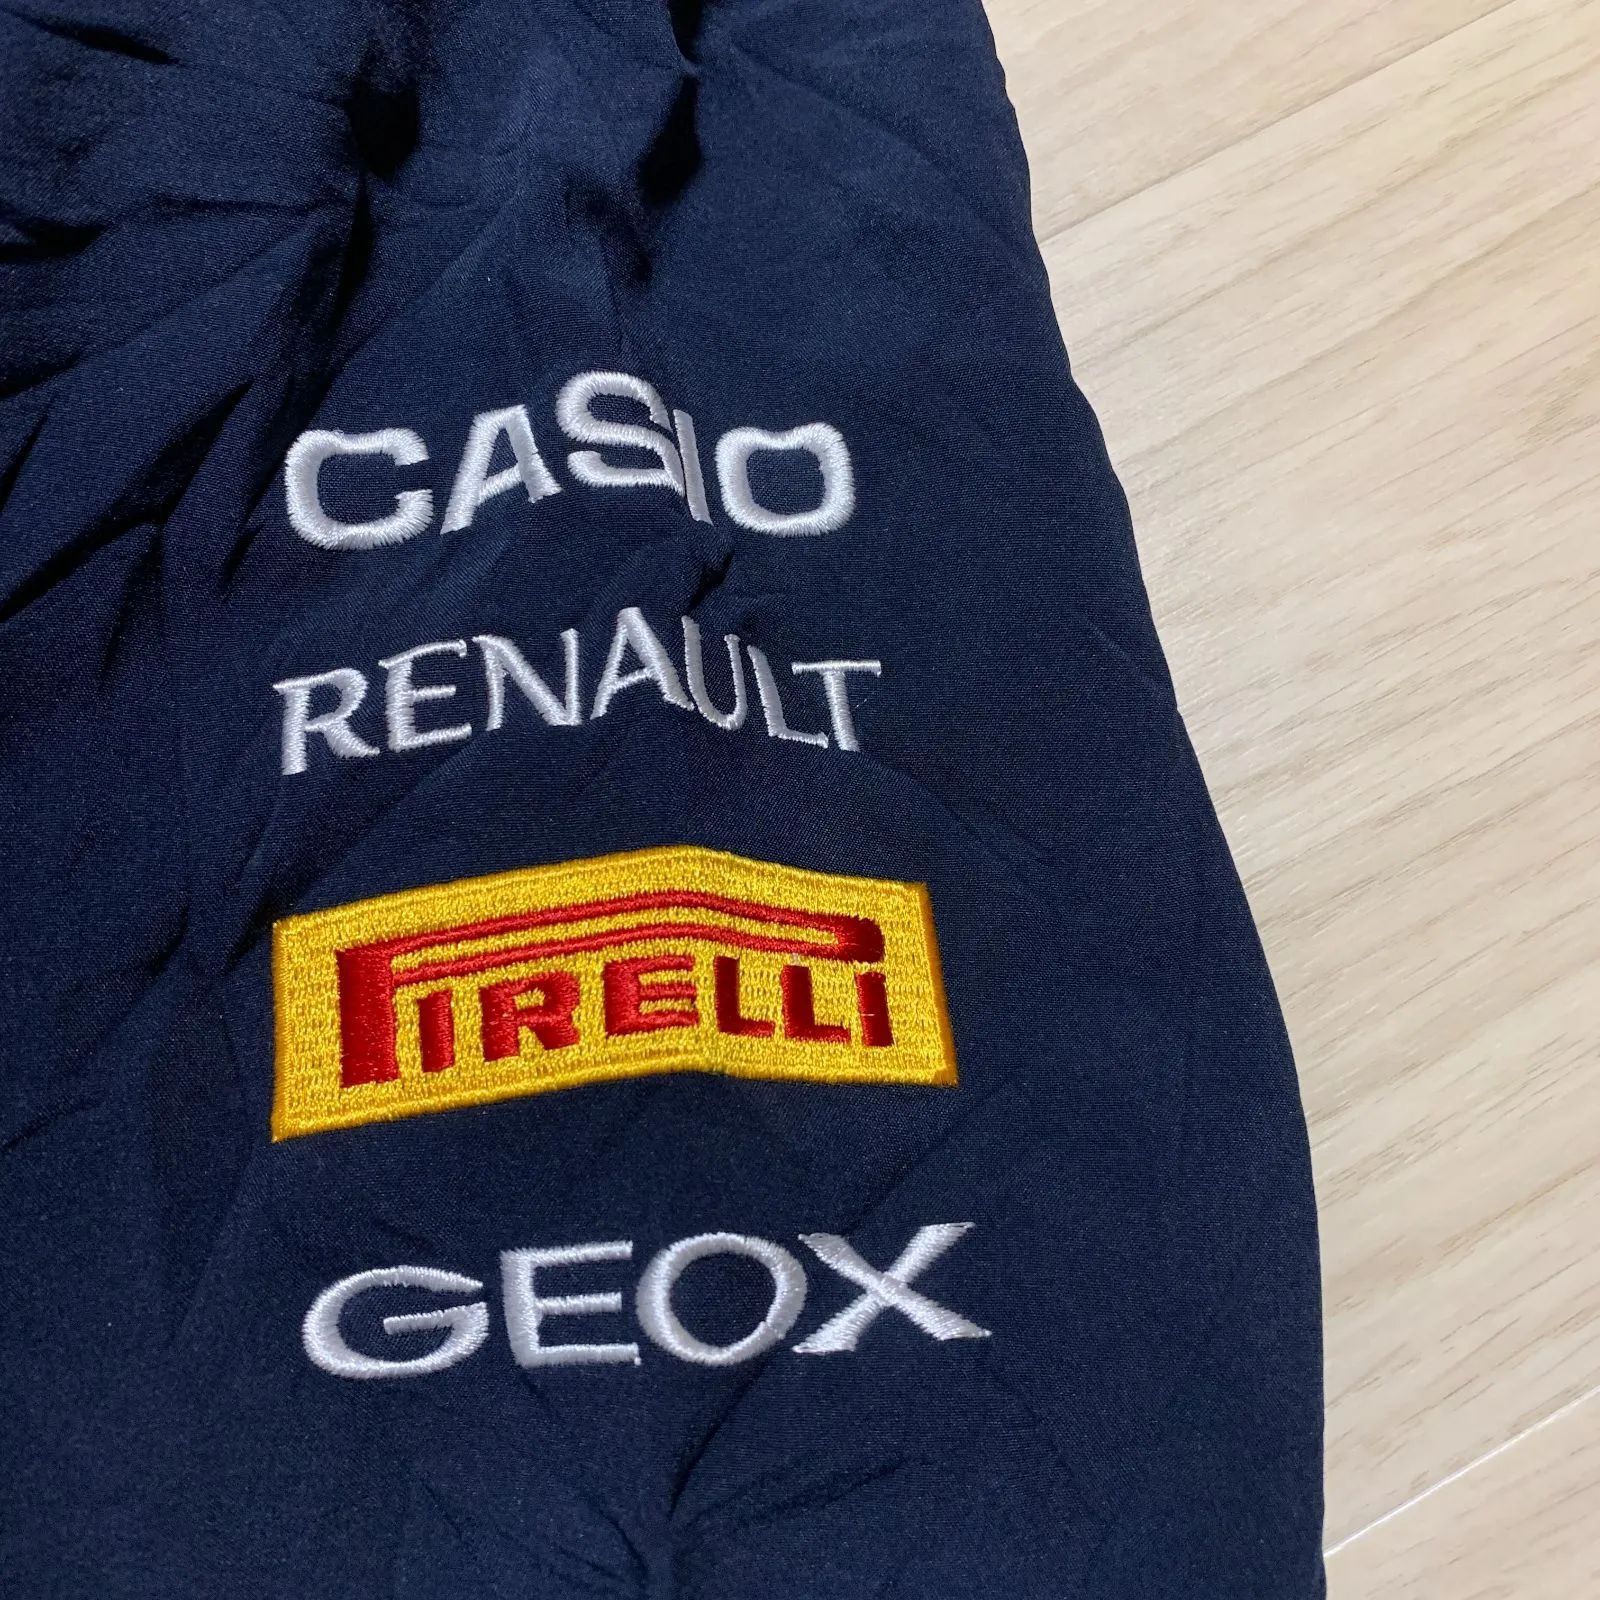 CASIO
RENAULT
PIRELLI
GEOX